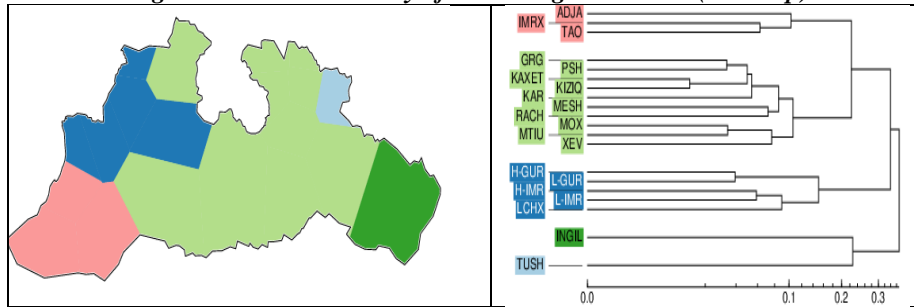 IMRX
ADJA
TAO
GRG
PSH
KAXET
KIZIQ
KAR
MESH
RACH
MOX
MTIU
XEV
H-GUR
L-GUR
H-IMR
L-IMR
LCHX
INGIL
TUSH
0.0 0.1 0.2 0.3